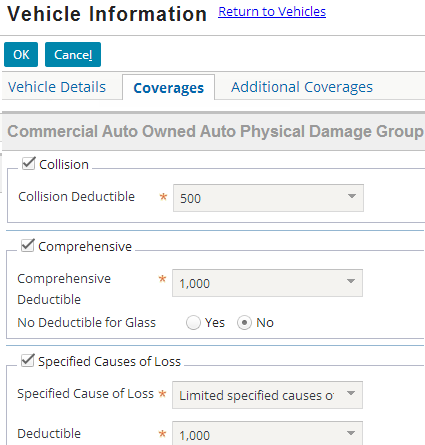 Vehicle Information Return to Vehicles
OK Cancel
Vehicle Details Coverages Additional Coverages
Commercial Auto Owned Auto Physical Damage Group
Collision
Collision Deductible * 500
Comprehensive
Comprehensive Deductible * 1,000
No Deductible for Glass Yes No
Specified Causes of Loss
Specified Cause of Loss * Limited specified causes o
Deductible * 1,000